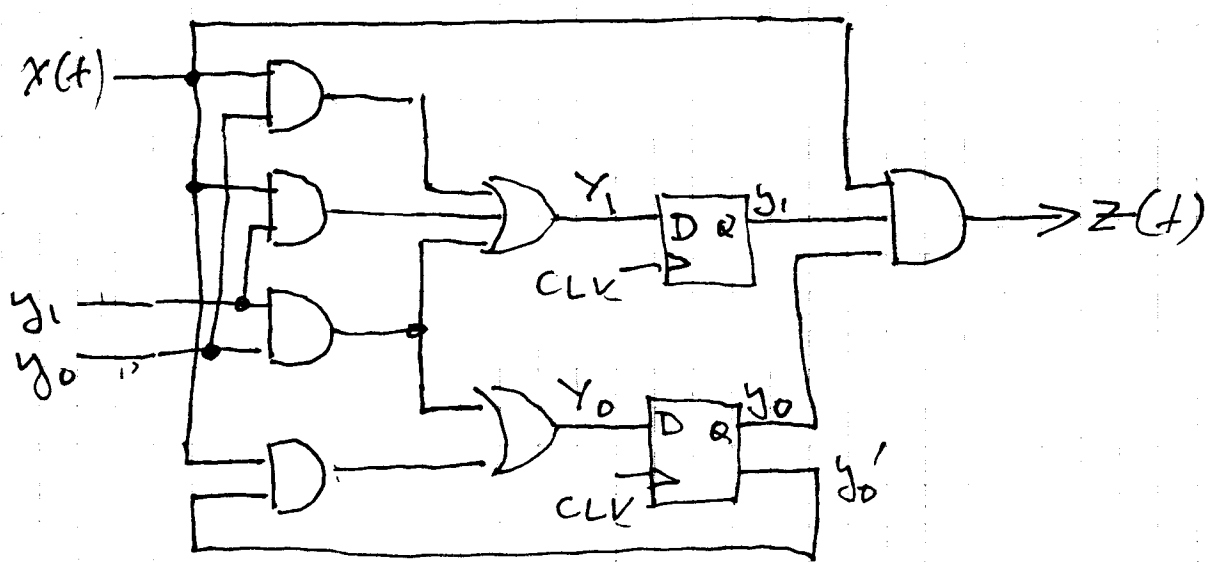 x(t)
Y₁ y₁
D Q
CLK
z(t)
y₁
y₀
Y₀ y₀
D Q
CLK
y₀'